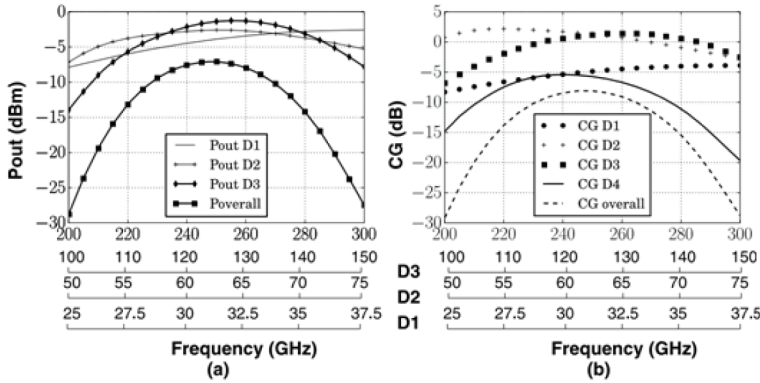 0
−5
−10
−15
−20
−25
−30
Pout (dBm)
Pout D1
Pout D2
Pout D3
Poverall
200 220 240 260 280 300
100 110 120 130 140 150
50 55 60 65 70 75
25 27.5 30 32.5 35 37.5
Frequency (GHz)
(a)
D3
D2
D1
5
0
−5
−10
−15
−20
−25
−30
CG (dB)
CG D1
CG D2
CG D3
CG D4
CG overall
200 220 240 260 280 300
100 110 120 130 140 150
50 55 60 65 70 75
25 27.5 30 32.5 35 37.5
Frequency (GHz)
(b)